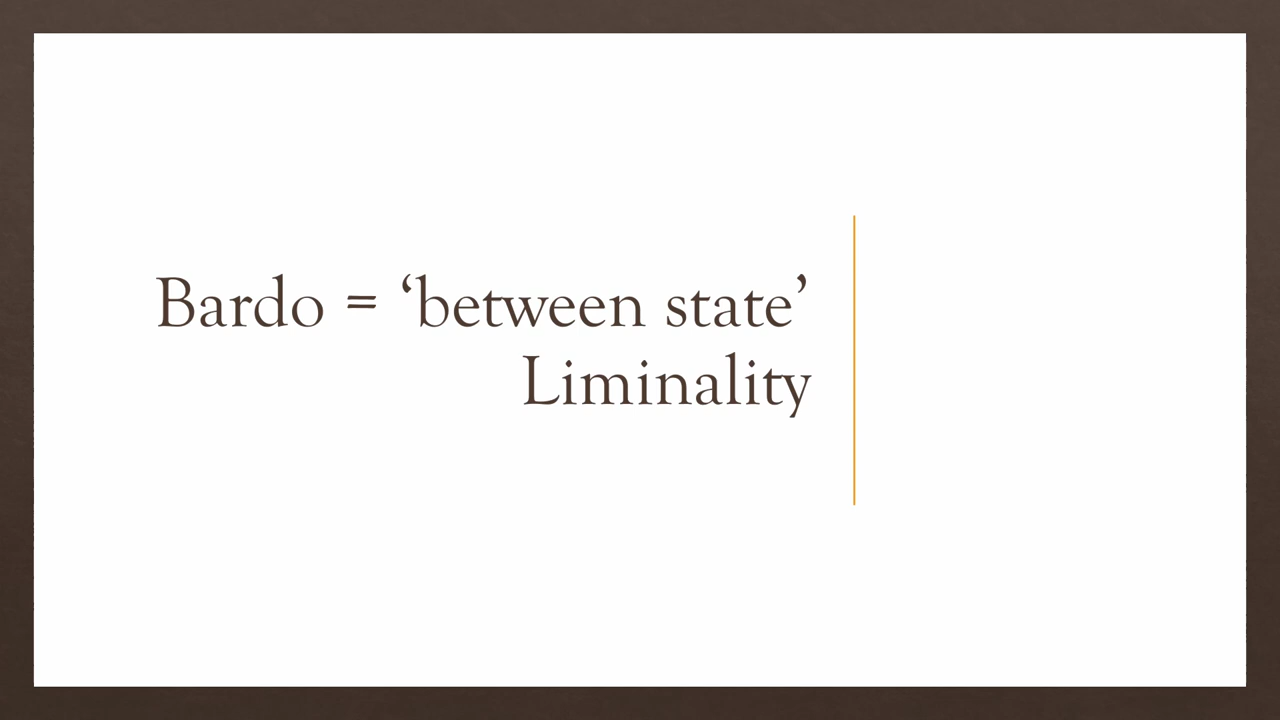 Bardo = ‘between state’
Liminality